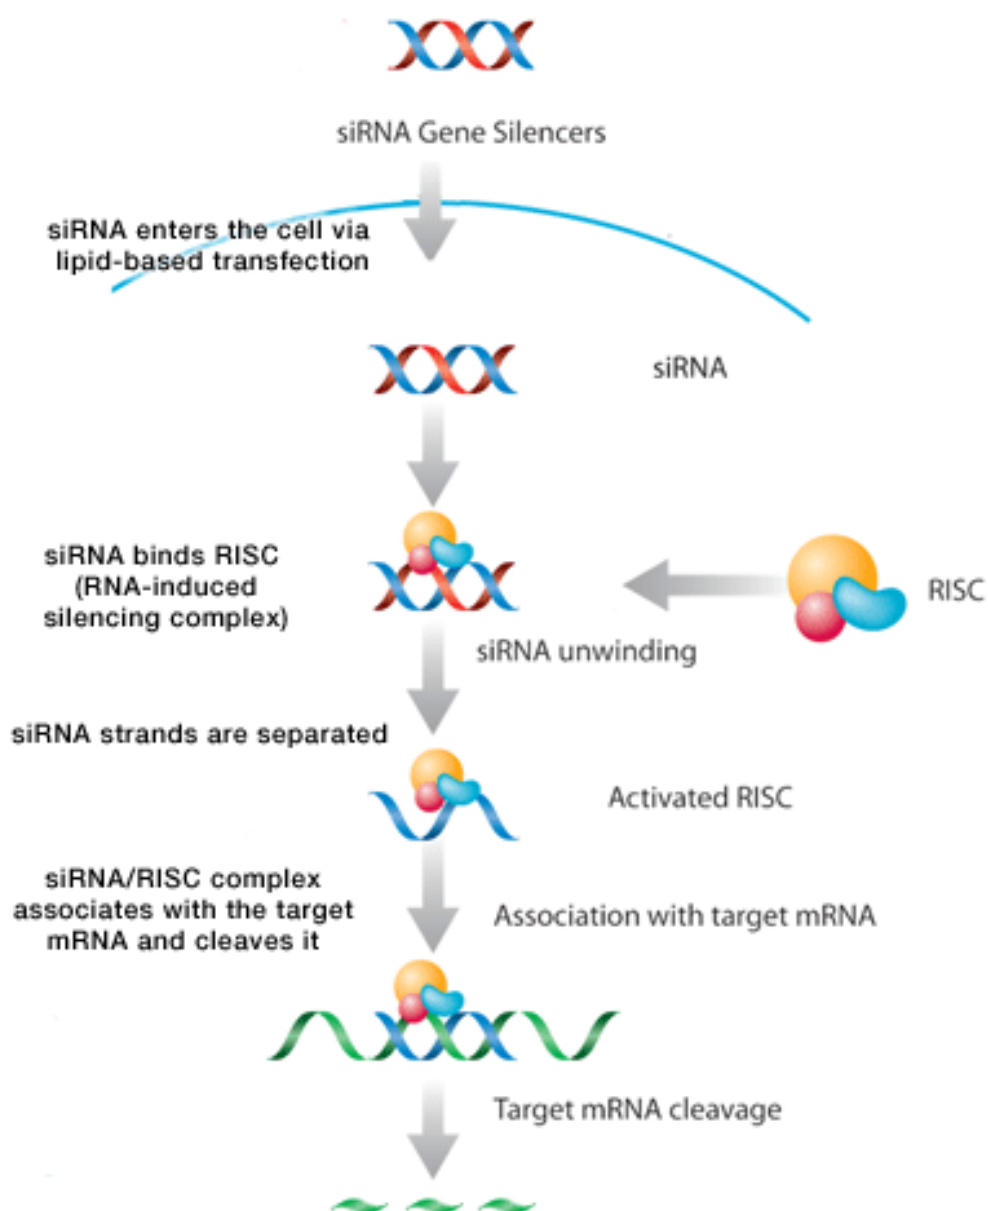 siRNA Gene Silencers
siRNA enters the cell via
lipid-based transfection
siRNA
siRNA binds RISC
(RNA-induced
silencing complex)
RISC
siRNA unwinding
siRNA strands are separated
Activated RISC
siRNA/RISC complex
associates with the target
mRNA and cleaves it
Association with target mRNA
Target mRNA cleavage